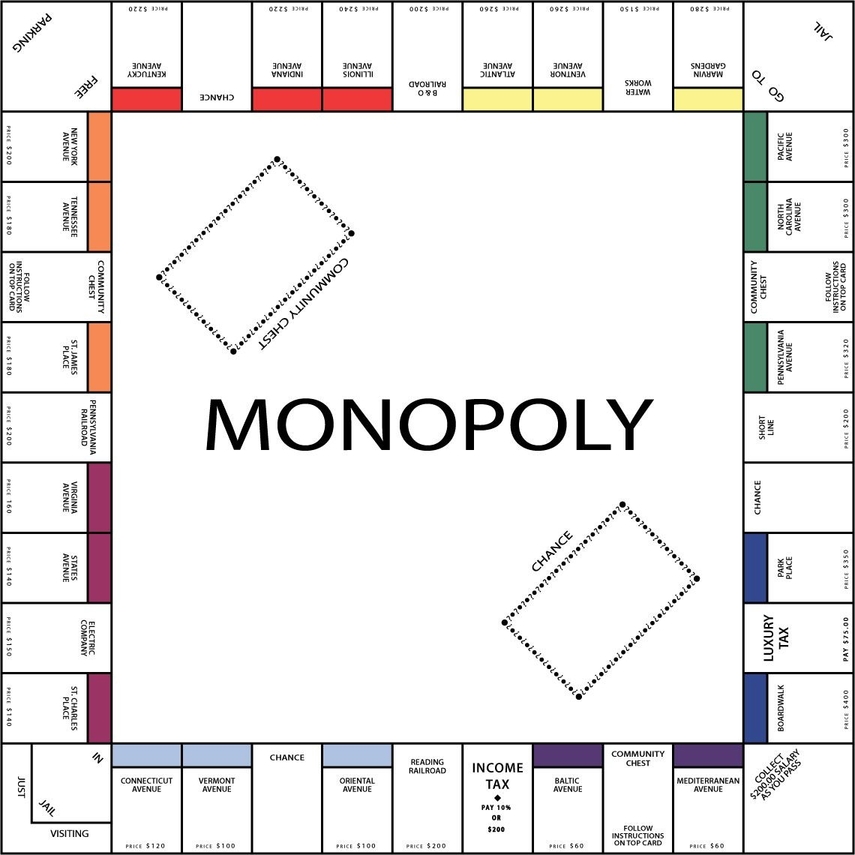 PARKING
FREE
PRICE $220
KENTUCKY
AVENUE
CHANCE
PRICE $220
INDIANA
AVENUE
PRICE $240
ILLINOIS
AVENUE
PRICE $200
B & O
RAILROAD
PRICE $260
ATLANTIC
AVENUE
PRICE $260
VENTNOR
AVENUE
PRICE $150
WATER
WORKS
PRICE $280
MARVIN
GARDENS
GO TO
JAIL
NEW YORK
AVENUE
PRICE $200
TENNESSEE
AVENUE
PRICE $180
COMMUNITY
CHEST
FOLLOW
INSTRUCTIONS
ON TOP CARD
ST. JAMES
PLACE
PRICE $180
PENNSYLVANIA
RAILROAD
PRICE $200
VIRGINIA
AVENUE
PRICE 160
STATES
AVENUE
PRICE $140
ELECTRIC
COMPANY
PRICE $150
ST. CHARLES
PLACE
PRICE $140
COMMUNITY CHEST
MONOPOLY
CHANCE
PACIFIC
AVENUE
PRICE $300
NORTH
CAROLINA
AVENUE
PRICE $300
COMMUNITY
CHEST
FOLLOW
INSTRUCTIONS
ON TOP CARD
PENNSYLVANIA
AVENUE
PRICE $320
SHORT
LINE
PRICE $200
CHANCE
PARK
PLACE
PRICE $350
LUXURY
TAX
PAY $75.00
BOARDWALK
PRICE $400
IN
JAIL
JUST
VISITING
CONNECTICUT
AVENUE
PRICE $120
VERMONT
AVENUE
PRICE $100
CHANCE
ORIENTAL
AVENUE
PRICE $100
READING
RAILROAD
PRICE $200
INCOME
TAX
PAY 10%
OR
$200
BALTIC
AVENUE
PRICE $60
COMMUNITY
CHEST
FOLLOW
INSTRUCTIONS
ON TOP CARD
MEDITERRANEAN
AVENUE
PRICE $60
COLLECT
$200.00 SALARY
AS YOU PASS